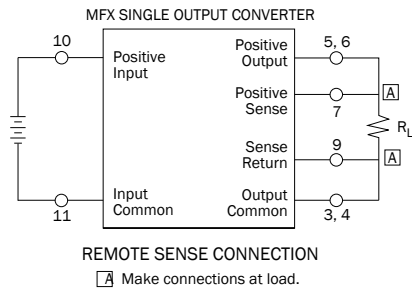 MFX SINGLE OUTPUT CONVERTER
10
Positive
Input
Positive
Output
5, 6
Positive
Sense
7
A
R_L
Sense
Return
9
A
Input
Common
11
Output
Common
3, 4
REMOTE SENSE CONNECTION
A Make connections at load.